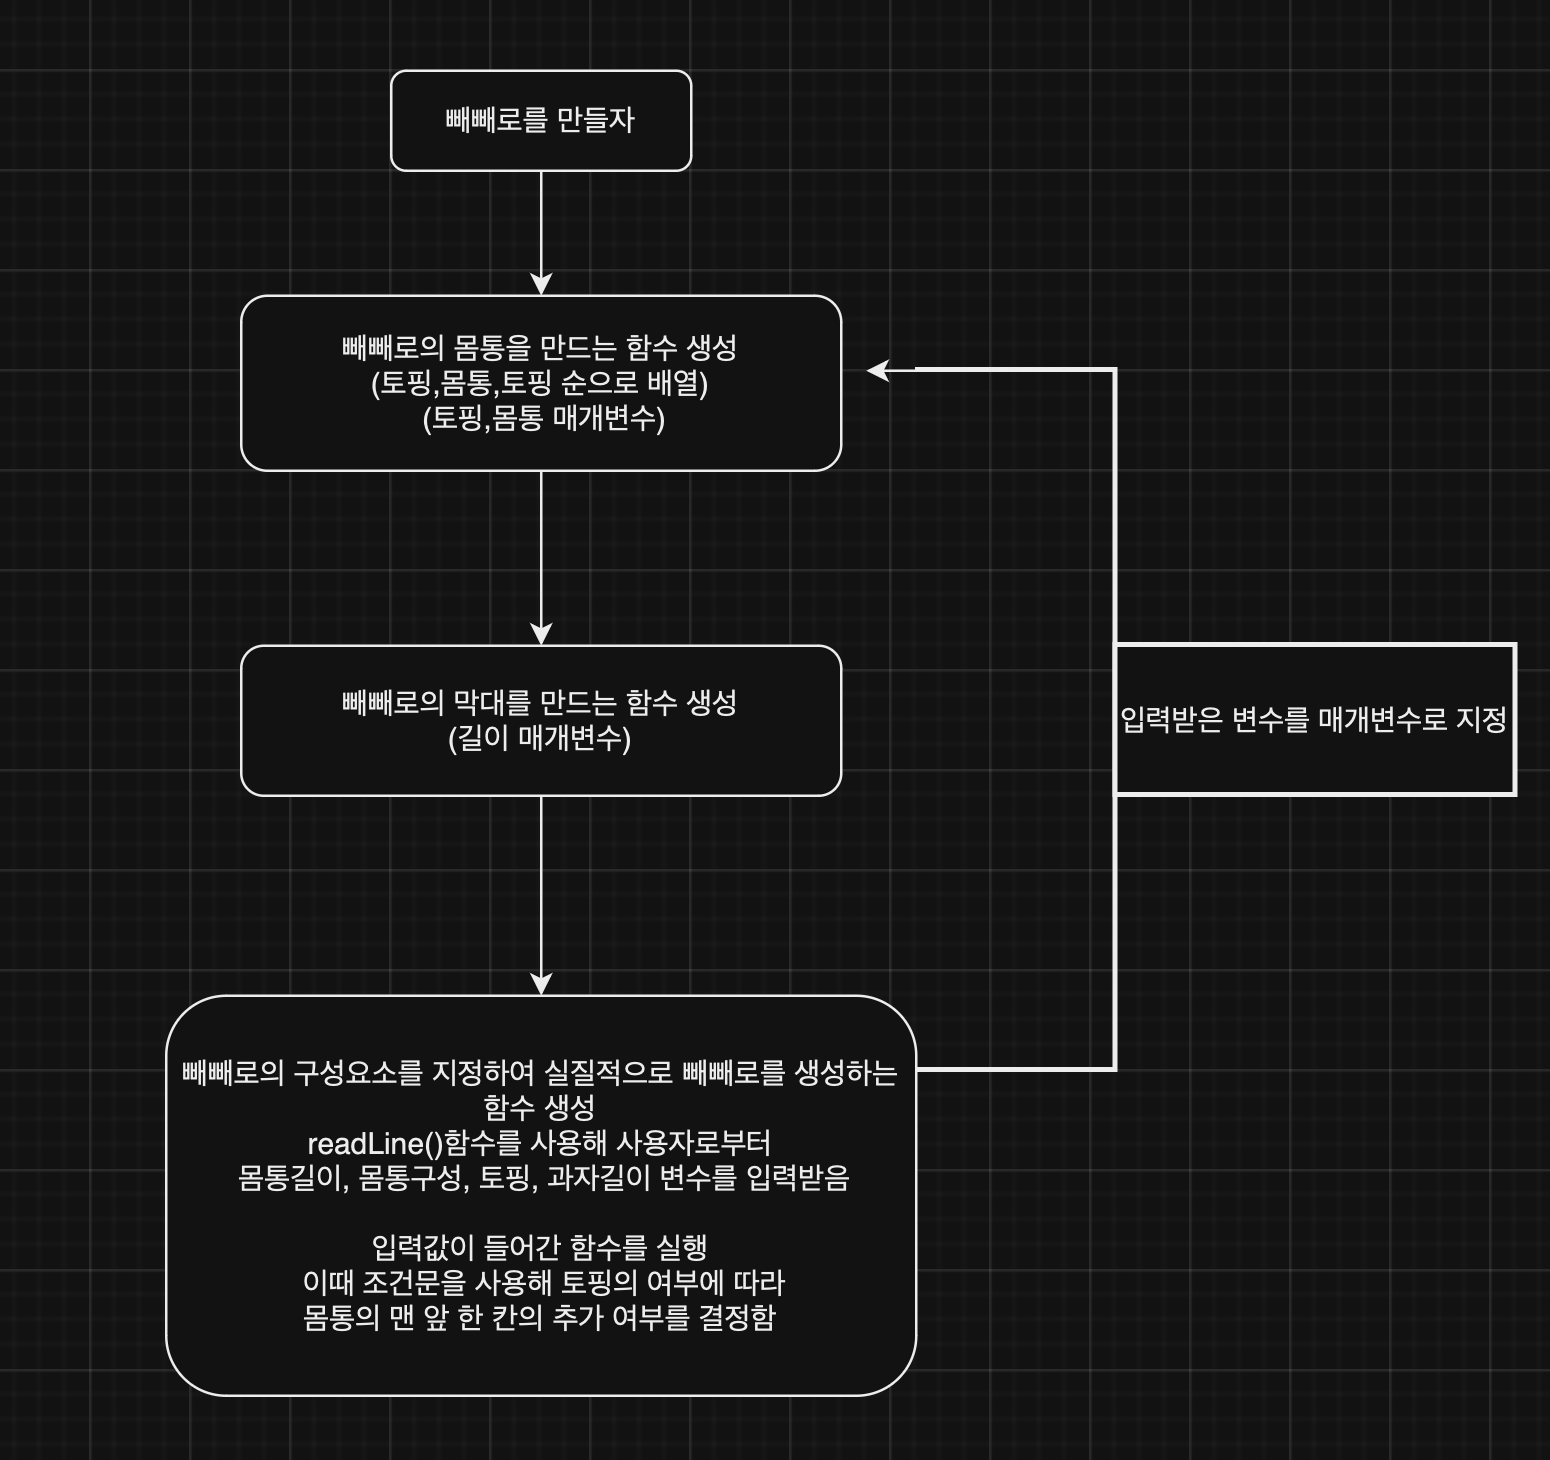 빼빼로를 만들자
빼빼로의 몸통을 만드는 함수 생성
(토핑,몸통,토핑 순으로 배열)
(토핑,몸통 매개변수)
빼빼로의 막대를 만드는 함수 생성
(길이 매개변수)
입력받은 변수를 매개변수로 지정
빼빼로의 구성요소를 지정하여 실질적으로 빼빼로를 생성하는
함수 생성
readLine()함수를 사용해 사용자로부터
몸통길이, 몸통구성, 토핑, 과자길이 변수를 입력받음
입력값이 들어간 함수를 실행
이때 조건문을 사용해 토핑의 여부에 따라
몸통의 맨 앞 한 칸의 추가 여부를 결정함